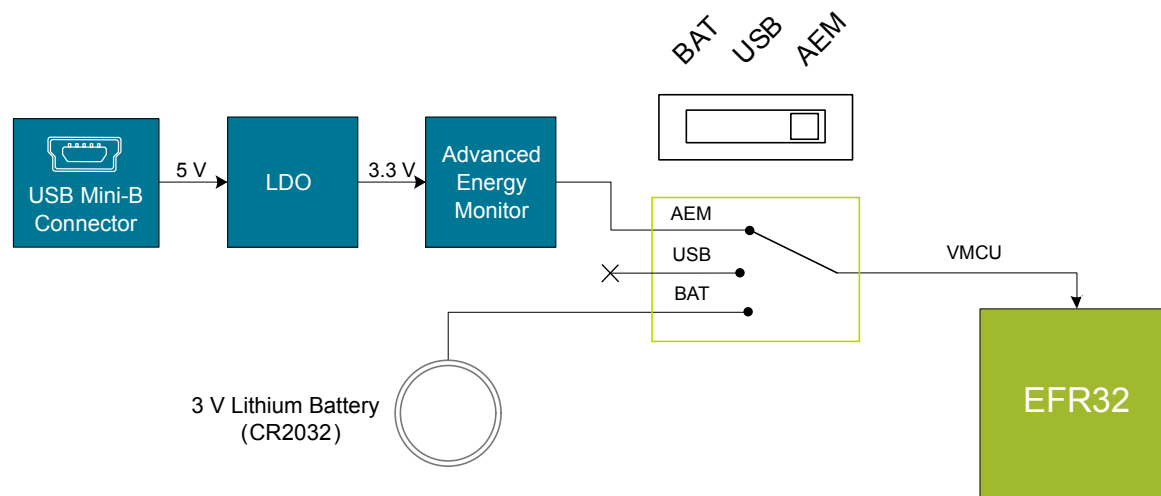 BAT
USB
AEM
USB Mini-B
Connector
5 V
LDO
3.3 V
Advanced
Energy
Monitor
AEM
USB
BAT
VMCU
3 V Lithium Battery
(CR2032)
EFR32